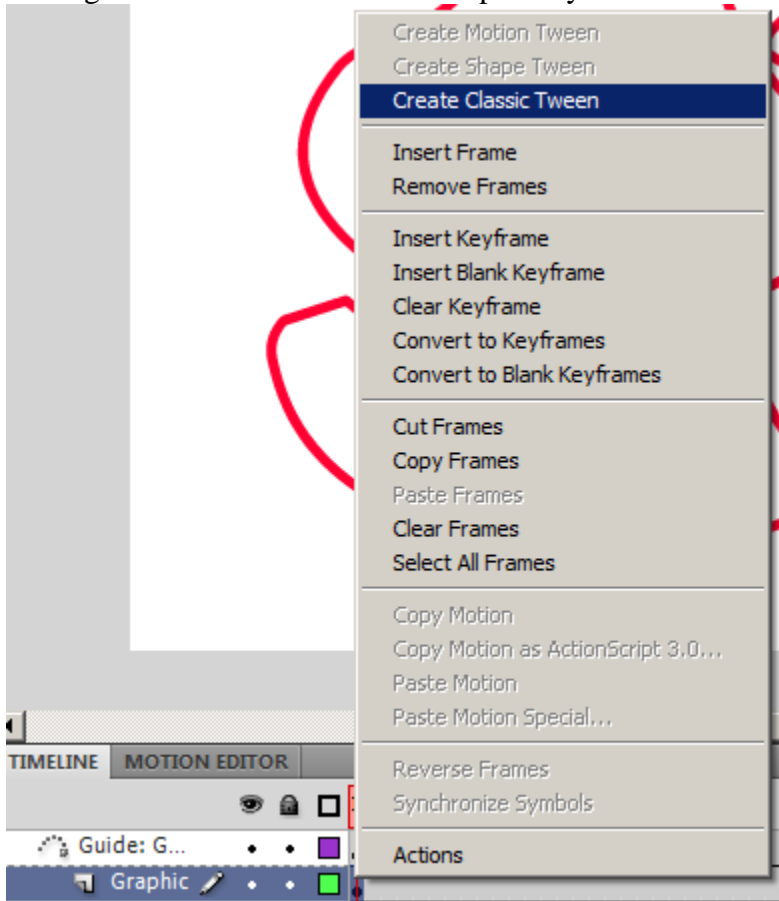 Create Motion Tween
Create Shape Tween
Create Classic Tween
Insert Frame
Remove Frames
Insert Keyframe
Insert Blank Keyframe
Clear Keyframe
Convert to Keyframes
Convert to Blank Keyframes
Cut Frames
Copy Frames
Paste Frames
Clear Frames
Select All Frames
Copy Motion
Copy Motion as ActionScript 3.0...
Paste Motion
Paste Motion Special...
Reverse Frames
Synchronize Symbols
Actions
TIMELINE MOTION EDITOR
Guide: G...
Graphic